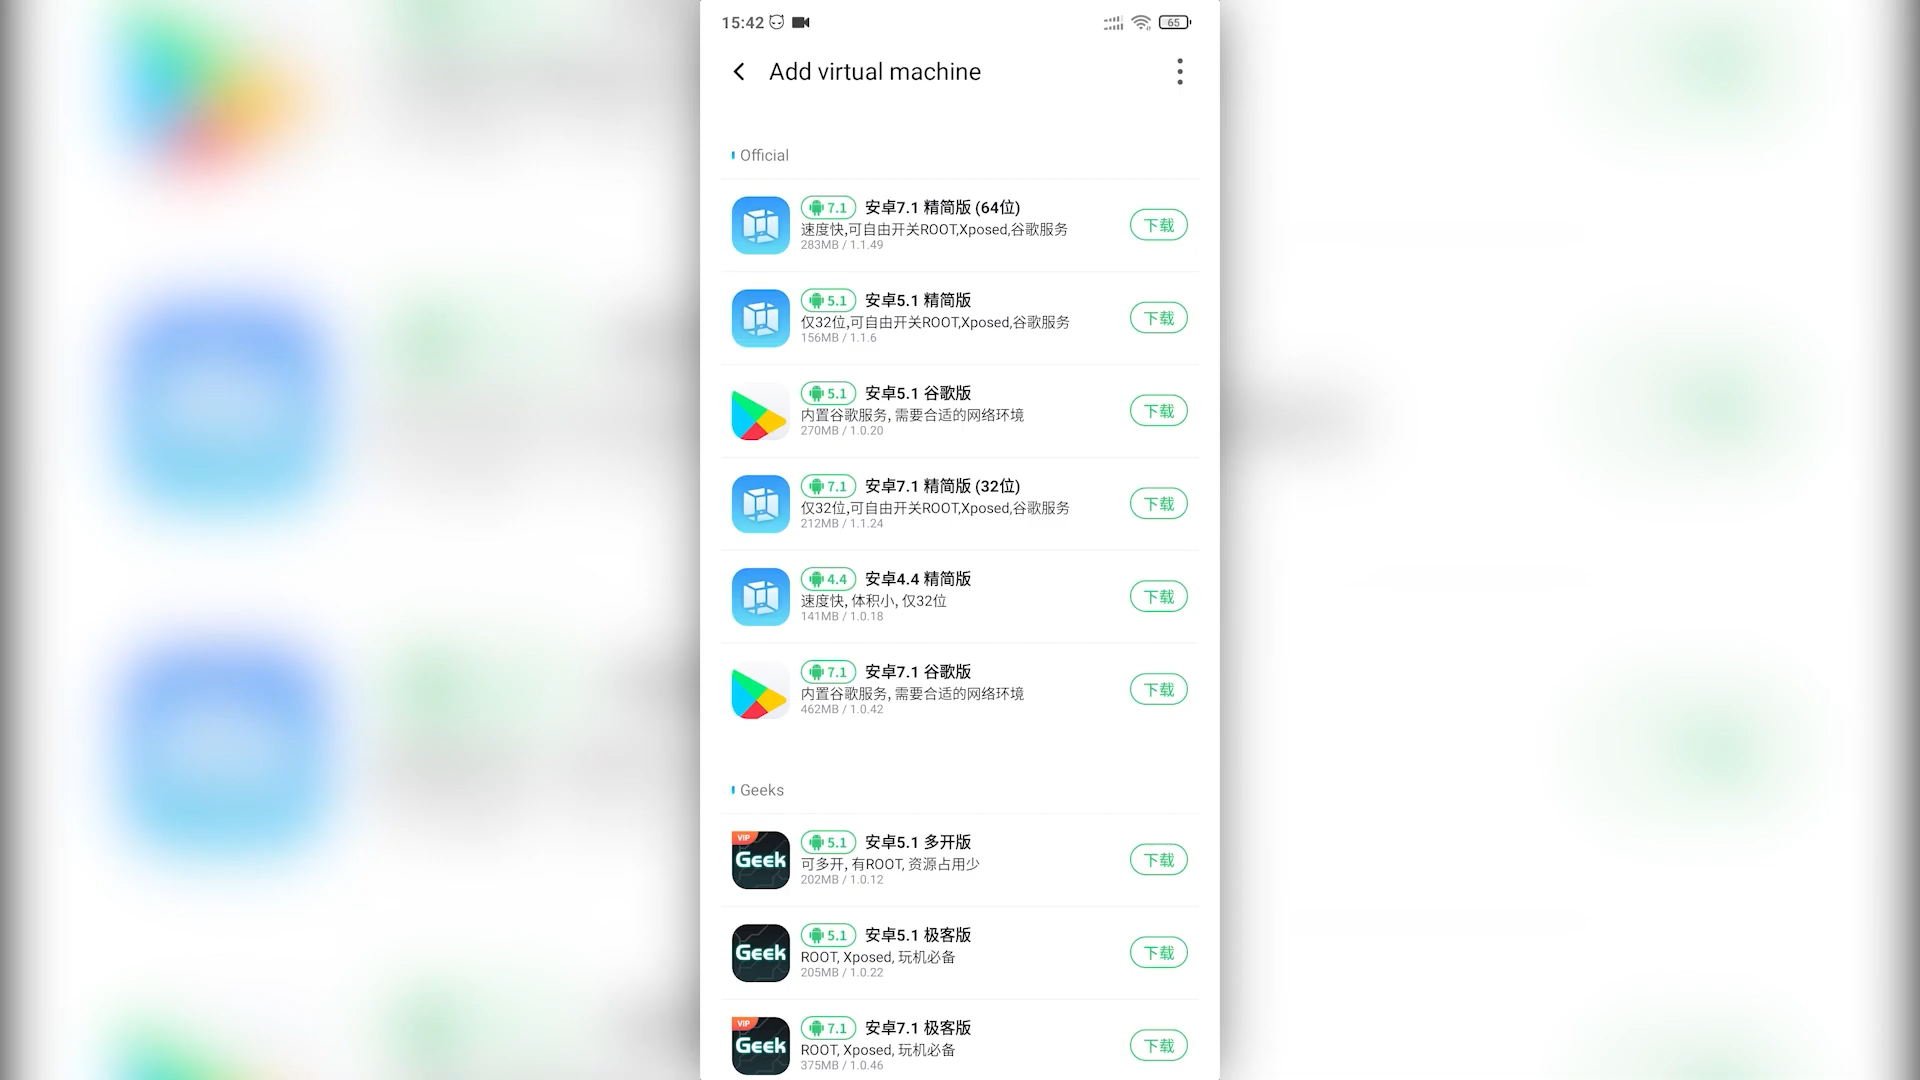 15:42
65
Add virtual machine
Official
7.1 安卓7.1 精简版 (64位)
速度快,可自由开关ROOT,Xposed,谷歌服务
283MB / 1.1.49
下载
5.1 安卓5.1 精简版
仅32位,可自由开关ROOT,Xposed,谷歌服务
156MB / 1.1.6
下载
5.1 安卓5.1 谷歌版
内置谷歌服务, 需要合适的网络环境
270MB / 1.0.20
下载
7.1 安卓7.1 精简版 (32位)
仅32位,可自由开关ROOT,Xposed,谷歌服务
212MB / 1.1.24
下载
4.4 安卓4.4 精简版
速度快, 体积小, 仅32位
141MB / 1.0.18
下载
7.1 安卓7.1 谷歌版
内置谷歌服务, 需要合适的网络环境
462MB / 1.0.42
下载
Geeks
VIP
Geek
5.1 安卓5.1 多开版
可多开, 有ROOT, 资源占用少
202MB / 1.0.12
下载
Geek
5.1 安卓5.1 极客版
ROOT, Xposed, 玩机必备
205MB / 1.0.22
下载
VIP
Geek
7.1 安卓7.1 极客版
ROOT, Xposed, 玩机必备
375MB / 1.0.46
下载